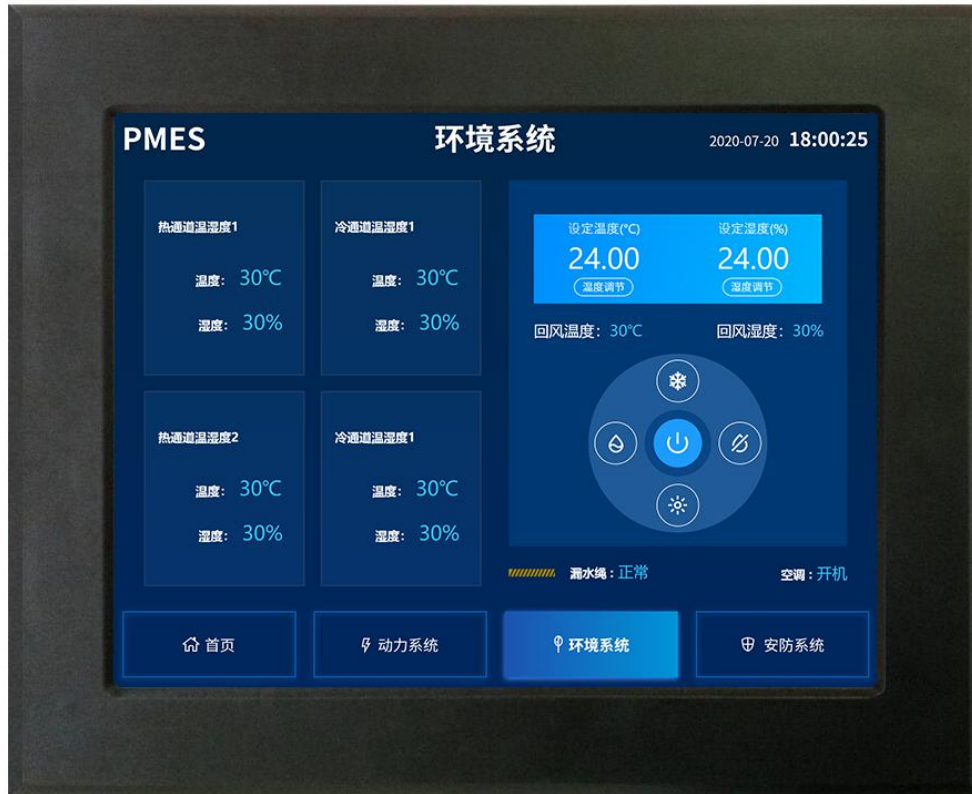 PMES
环境系统
2020-07-20 18:00:25
热通道温湿度1
温度： 30℃
湿度： 30%
冷通道温湿度1
温度： 30℃
湿度： 30%
热通道温湿度2
温度： 30℃
湿度： 30%
冷通道温湿度1
温度： 30℃
湿度： 30%
设定温度(℃)
24.00
温度调节
设定湿度(%)
24.00
湿度调节
回风温度：30℃
回风湿度：30%
漏水绳 : 正常
空调 : 开机
首页
动力系统
环境系统
安防系统